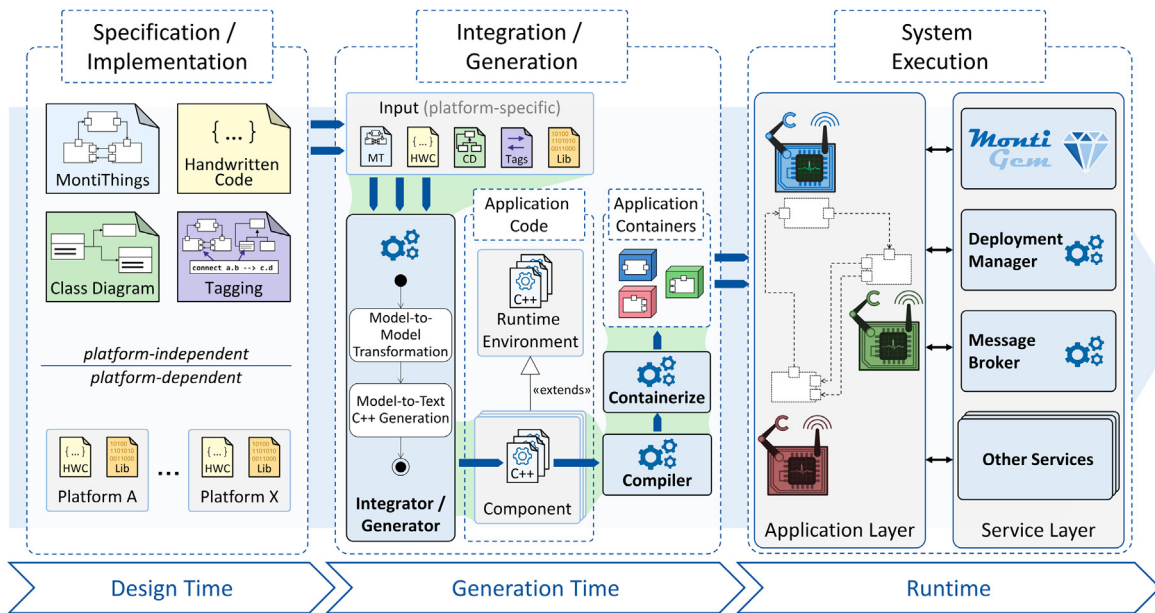 Specification /
Implementation
MontiThings
{ ... }
Handwritten
Code
Class Diagram
connect a.b --> c.d
Tagging
platform-independent
platform-dependent
HWC
10100
1101010
0011000
Lib
Platform A
...
{...}
HWC
10100
1101010
0011000
Lib
Platform X
Integration /
Generation
Input (platform-specific)
MT
{...}
HWC
CD
Tags
10100
1101010
0011000
Lib
Model-to-Model
Transformation
Model-to-Text
C++ Generation
Integrator /
Generator
Application
Code
C++
Runtime
Environment
«extends»
C++
Component
Application
Containers
Containerize
Compiler
System
Execution
Application Layer
Monti
Gem
Deployment
Manager
Message
Broker
Other Services
Service Layer
Design Time
Generation Time
Runtime